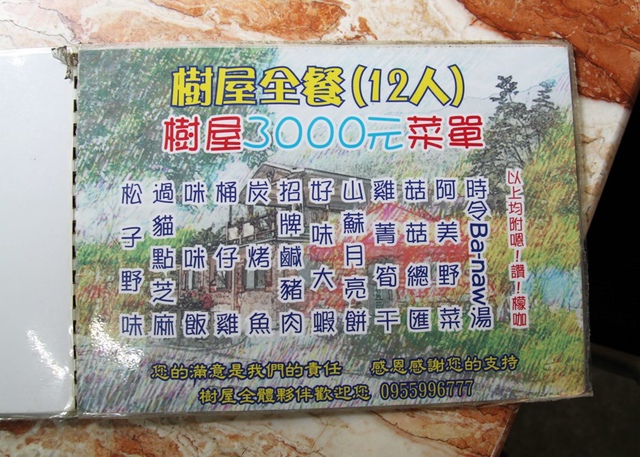 樹屋全餐(12人)
樹屋3000元菜單
以上均附嗯!讚!檬咖
時令Ba-naw湯
阿美野菜
菇菇總匯
雞菁筍干
山蘇月亮餅
好味大蝦
招牌鹹豬肉
炭烤魚
桶仔雞
咪咪飯
過貓點芝麻
松子野味
您的滿意是我們的責任 感恩感謝您的支持
樹屋全體夥伴歡迎您 0955996777